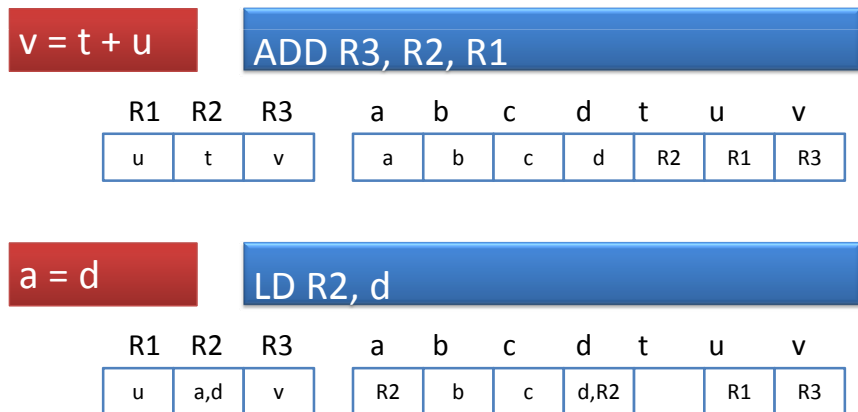 v = t + u ADD R3, R2, R1
R1 R2 R3 a b c d t u v
u t v a b c d R2 R1 R3
a = d LD R2, d
R1 R2 R3 a b c d t u v
u a,d v R2 b c d,R2 R1 R3